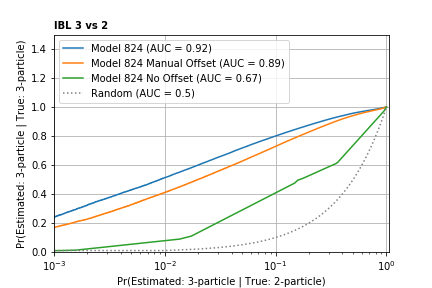 IBL 3 vs 2
Pr(Estimated: 3-particle | True: 3-particle)
1.4
1.2
1.0
0.8
0.6
0.4
0.2
0.0
Model 824 (AUC = 0.92)
Model 824 Manual Offset (AUC = 0.89)
Model 824 No Offset (AUC = 0.67)
Random (AUC = 0.5)
10⁻³ 10⁻² 10⁻¹ 10⁰
Pr(Estimated: 3-particle | True: 2-particle)